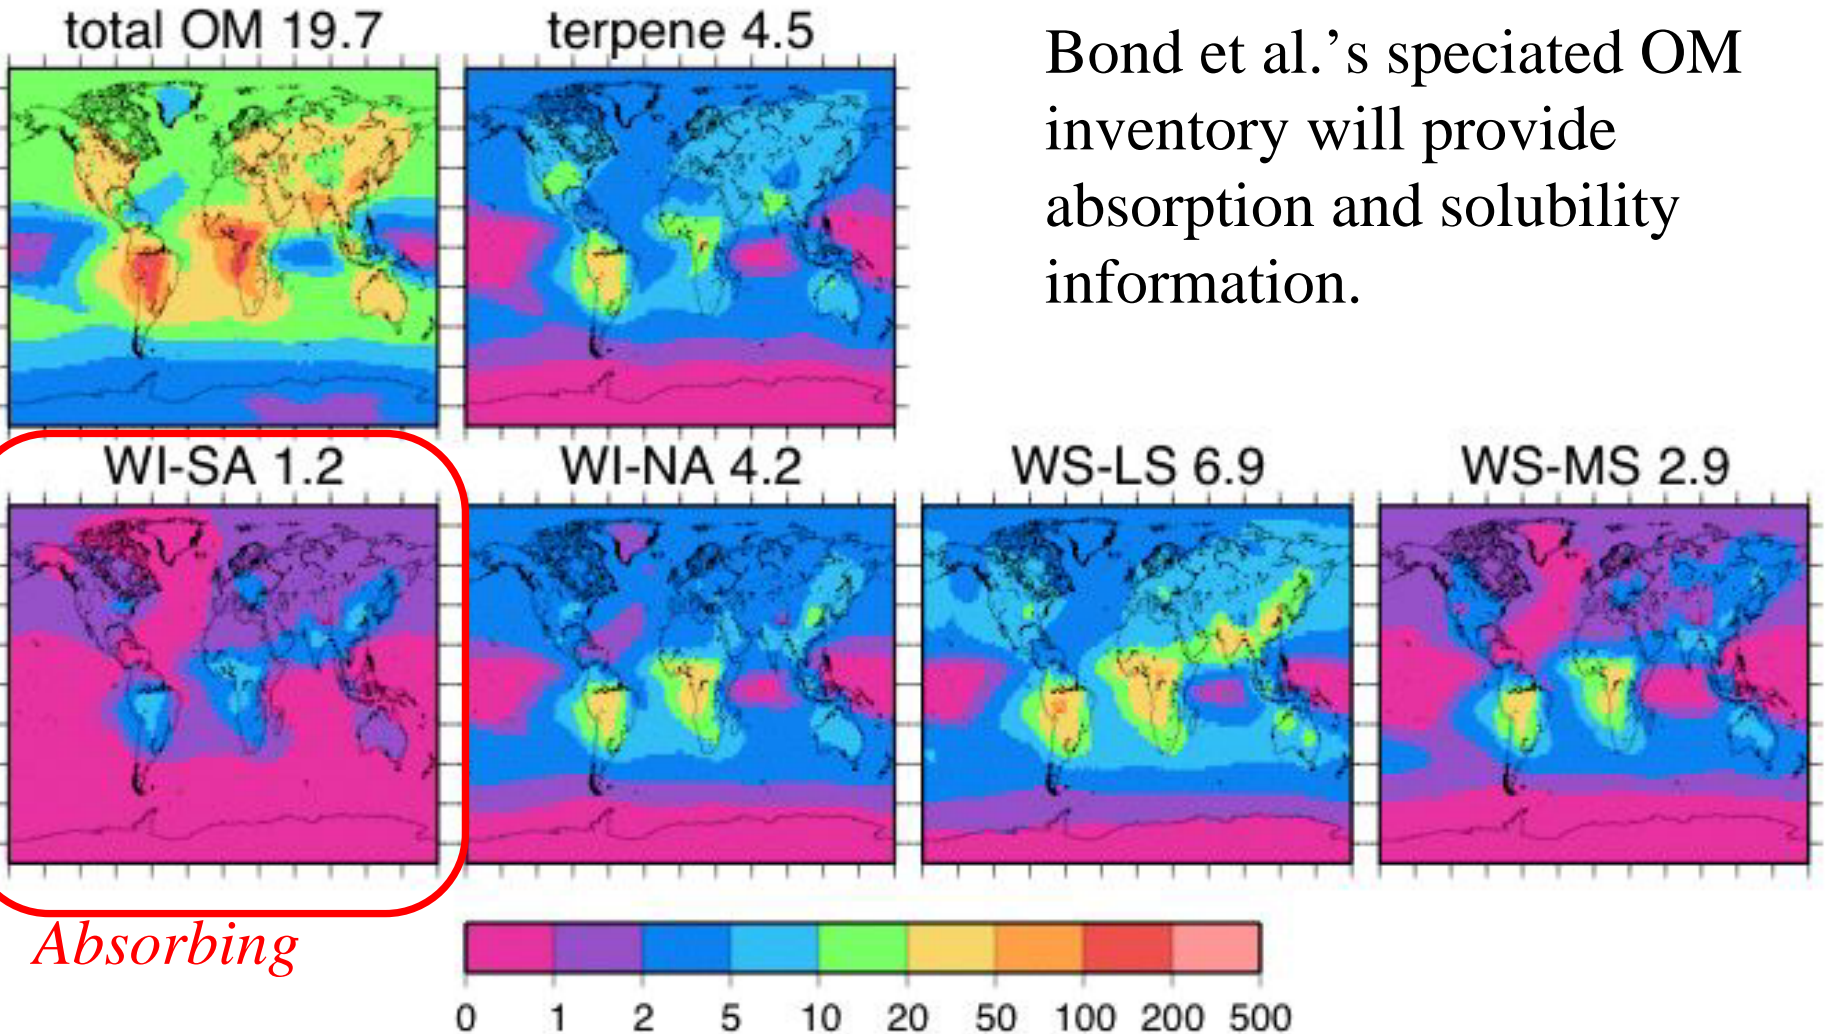 total OM 19.7
terpene 4.5
Bond et al.’s speciated OM
inventory will provide
absorption and solubility
information.
WI-SA 1.2
WI-NA 4.2
WS-LS 6.9
WS-MS 2.9
Absorbing
0 1 2 5 10 20 50 100 200 500